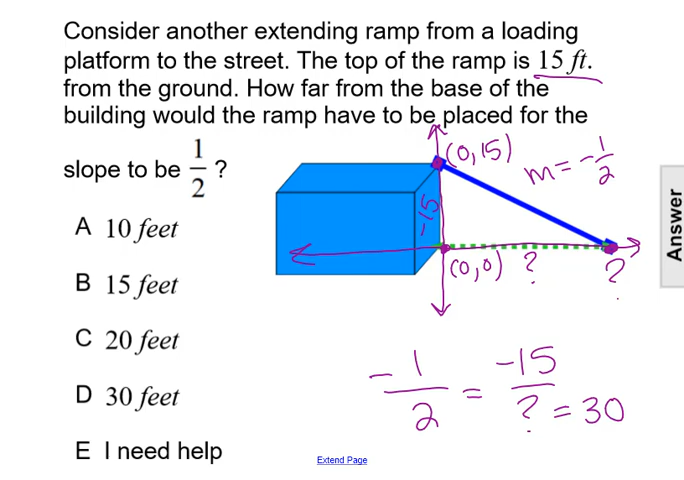 Consider another extending ramp from a loading
platform to the street. The top of the ramp is 15 ft.
from the ground. How far from the base of the
building would the ramp have to be placed for the
slope to be 1/2 ?
(0,15)
m = -1/2
-15
(0,0) ?
?
A 10 feet
B 15 feet
C 20 feet
D 30 feet
E I need help
-1/2 = -15/? = 30
Extend Page
Answer